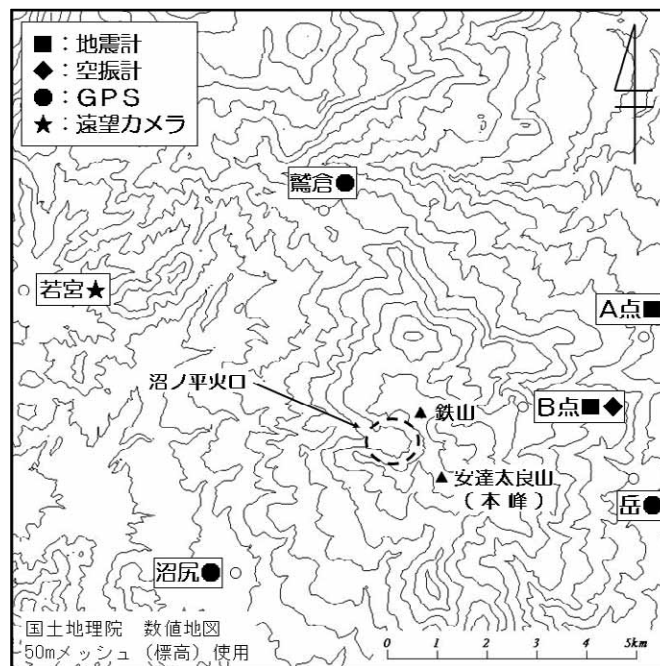 ■：地震計
◆：空振計
●：ＧＰＳ
★：遠望カメラ
鷲倉●
若宮★
A点■
沼ノ平火口
▲鉄山
B点■◆
▲安達太良山
（本峰）
岳●
沼尻●
国土地理院　数値地図
50mメッシュ（標高）使用
0 1 2 3 4 5km